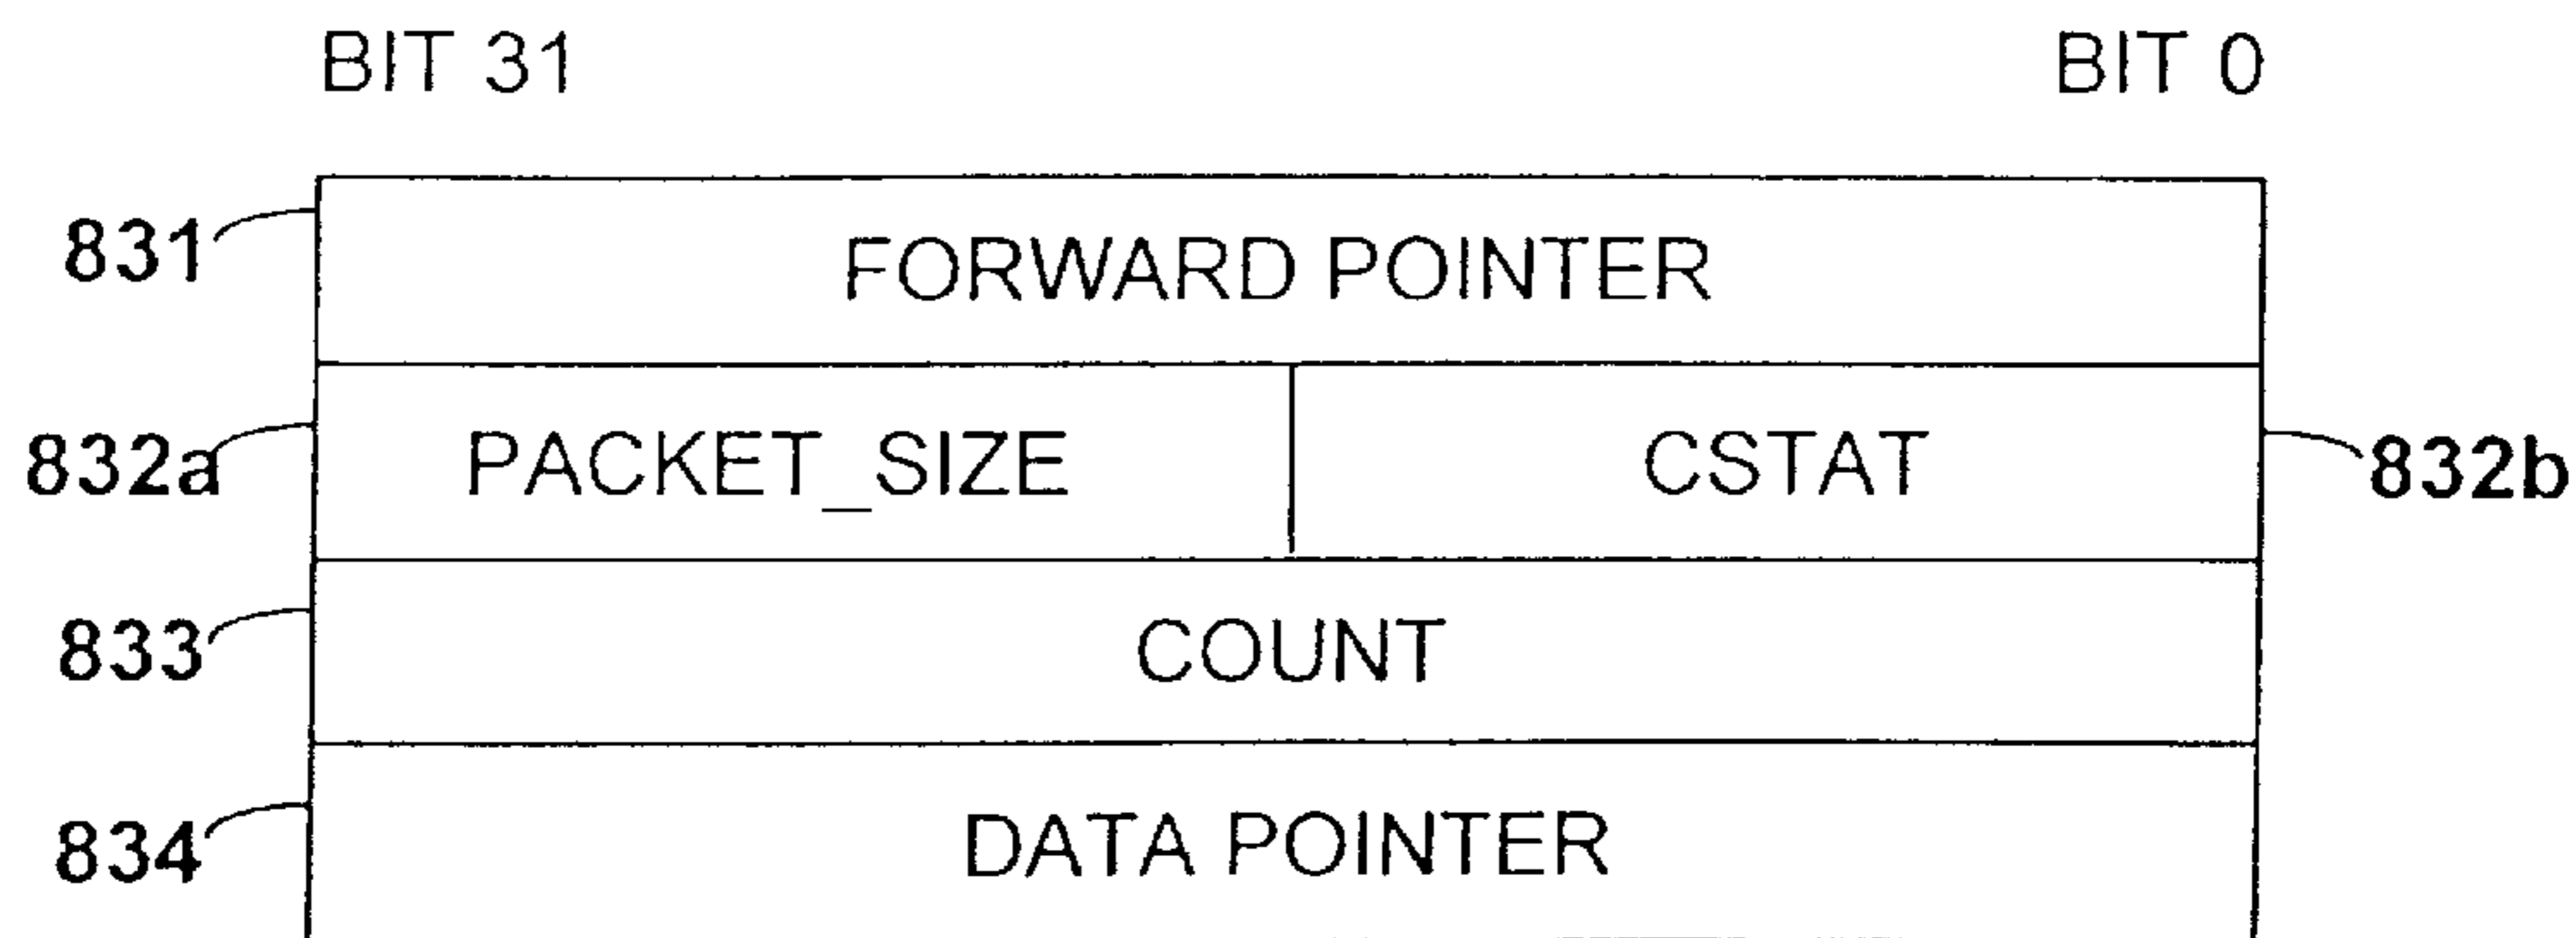 BIT 31 BIT 0
831 FORWARD POINTER
832a PACKET_SIZE CSTAT 832b
833 COUNT
834 DATA POINTER